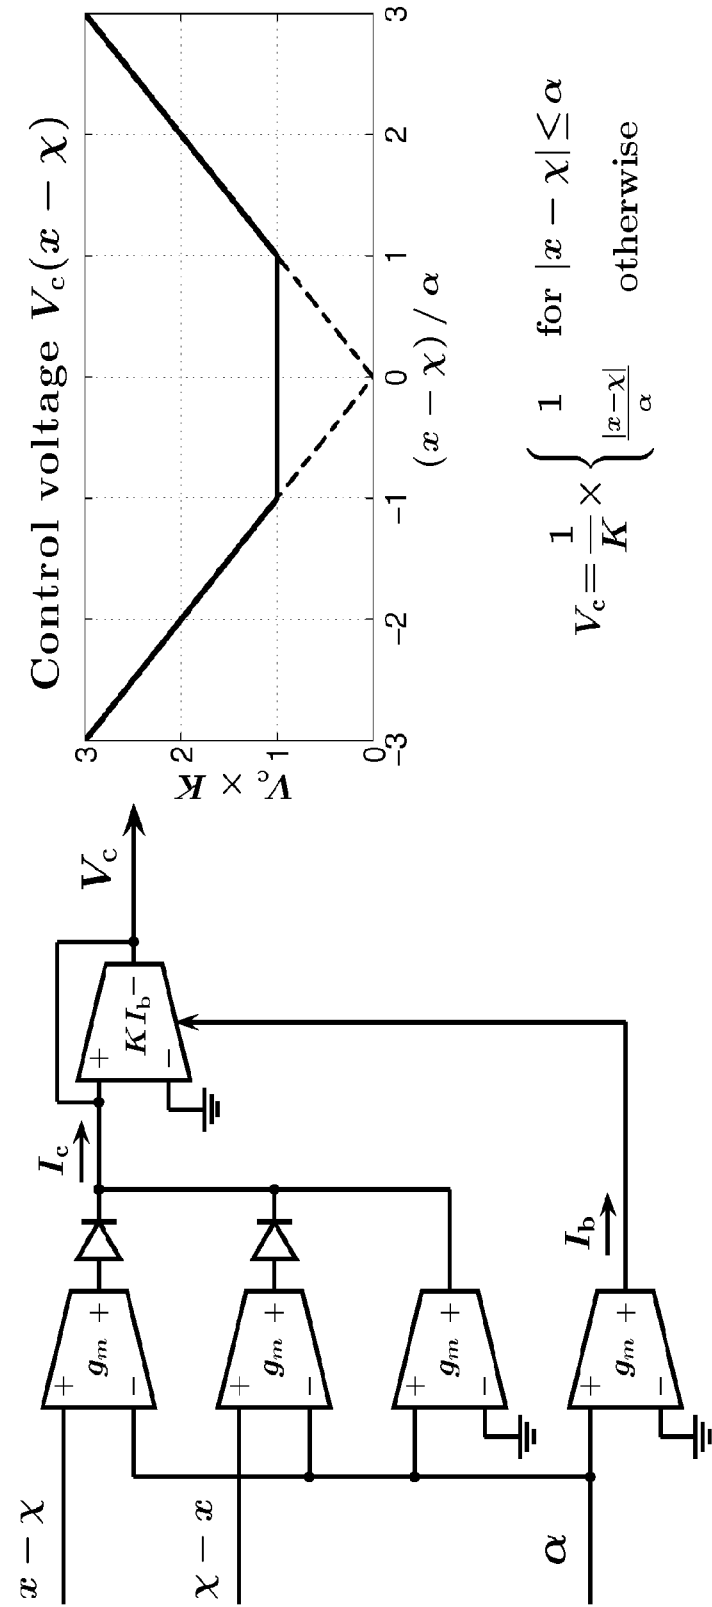 x − χ
χ − x
α
+
−
g_m +
+
−
g_m +
+
−
g_m +
+
−
g_m +
I_c
I_b
+
−
K I_b −
V_c
Control voltage V_c(x − χ)
V_c × K
3
2
1
0
−3 −2 −1 0 1 2 3
(x − χ) / α
V_c = 1/K × { 1 for |x − χ| ≤ α
|x−χ|/α otherwise